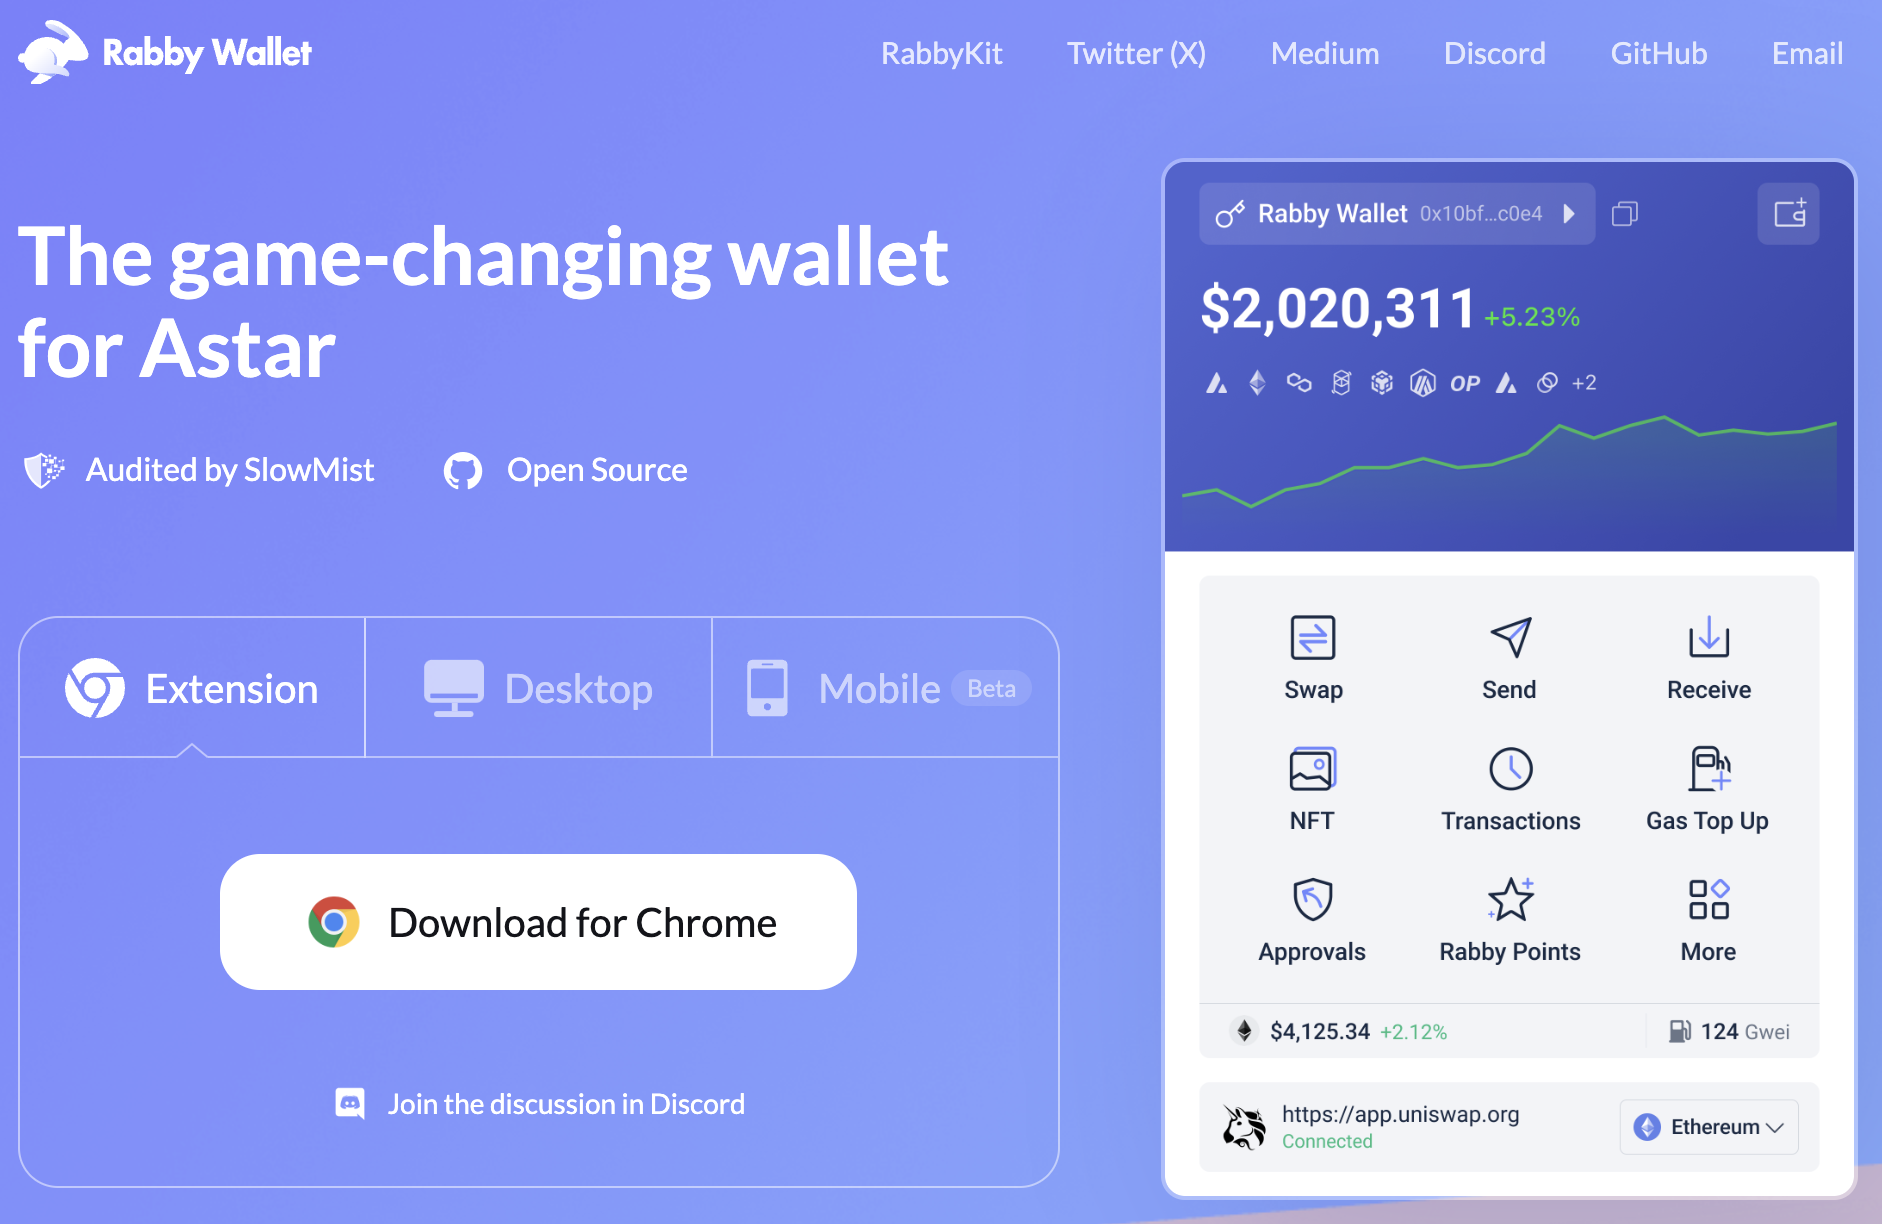 Rabby Wallet
RabbyKit
Twitter (X)
Medium
Discord
GitHub
Email
The game-changing wallet
for Astar
Audited by SlowMist
Open Source
Extension
Desktop
Mobile
Beta
Download for Chrome
Join the discussion in Discord
Rabby Wallet 0x10bf...c0e4
$2,020,311 +5.23%
OP
+2
Swap
Send
Receive
NFT
Transactions
Gas Top Up
Approvals
Rabby Points
More
$4,125.34 +2.12%
124 Gwei
https://app.uniswap.org
Connected
Ethereum